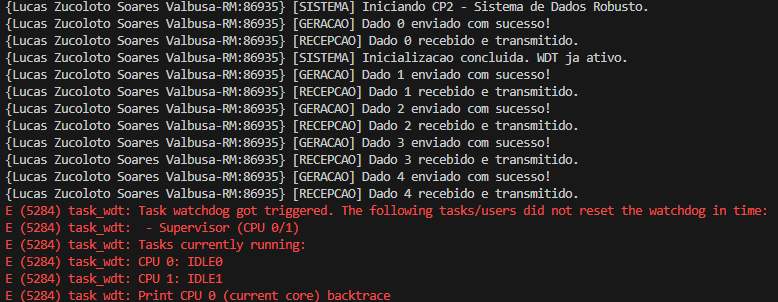 {Lucas Zucoloto Soares Valbusa-RM:86935} [SISTEMA] Iniciando CP2 - Sistema de Dados Robusto.
{Lucas Zucoloto Soares Valbusa-RM:86935} [GERACAO] Dado 0 enviado com sucesso!
{Lucas Zucoloto Soares Valbusa-RM:86935} [RECEPCAO] Dado 0 recebido e transmitido.
{Lucas Zucoloto Soares Valbusa-RM:86935} [SISTEMA] Inicializacao concluida. WDT ja ativo.
{Lucas Zucoloto Soares Valbusa-RM:86935} [GERACAO] Dado 1 enviado com sucesso!
{Lucas Zucoloto Soares Valbusa-RM:86935} [RECEPCAO] Dado 1 recebido e transmitido.
{Lucas Zucoloto Soares Valbusa-RM:86935} [GERACAO] Dado 2 enviado com sucesso!
{Lucas Zucoloto Soares Valbusa-RM:86935} [RECEPCAO] Dado 2 recebido e transmitido.
{Lucas Zucoloto Soares Valbusa-RM:86935} [GERACAO] Dado 3 enviado com sucesso!
{Lucas Zucoloto Soares Valbusa-RM:86935} [RECEPCAO] Dado 3 recebido e transmitido.
{Lucas Zucoloto Soares Valbusa-RM:86935} [GERACAO] Dado 4 enviado com sucesso!
{Lucas Zucoloto Soares Valbusa-RM:86935} [RECEPCAO] Dado 4 recebido e transmitido.
E (5284) task_wdt: Task watchdog got triggered. The following tasks/users did not reset the watchdog in time:
E (5284) task_wdt:  - Supervisor (CPU 0/1)
E (5284) task_wdt: Tasks currently running:
E (5284) task_wdt: CPU 0: IDLE0
E (5284) task_wdt: CPU 1: IDLE1
E (5284) task_wdt: Print CPU 0 (current core) backtrace